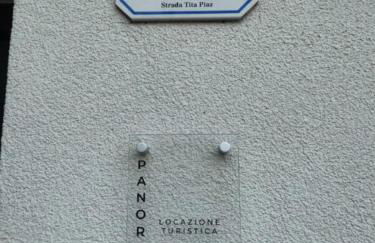 Strada Tita Piaz
PANOR
LOCAZIONE
TURISTICA